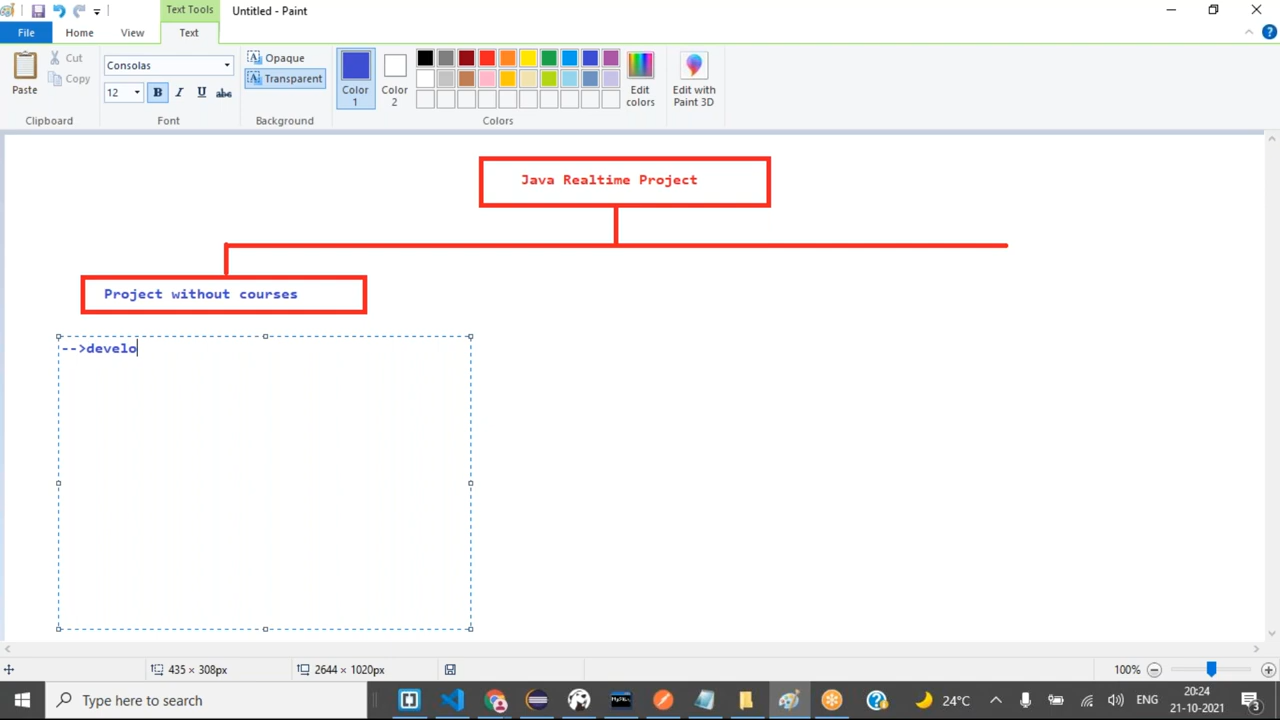 Text Tools
Untitled - Paint
File
Home
View
Text
Paste
Cut
Copy
Clipboard
Consolas
12
B
I
U
abc
Font
Opaque
Transparent
Background
Color 1
Color 2
Edit colors
Colors
Edit with Paint 3D
Java Realtime Project
Project without courses
-->develo
435 × 308px
2644 × 1020px
100%
Type here to search
24°C
ENG
20:24
21-10-2021
3